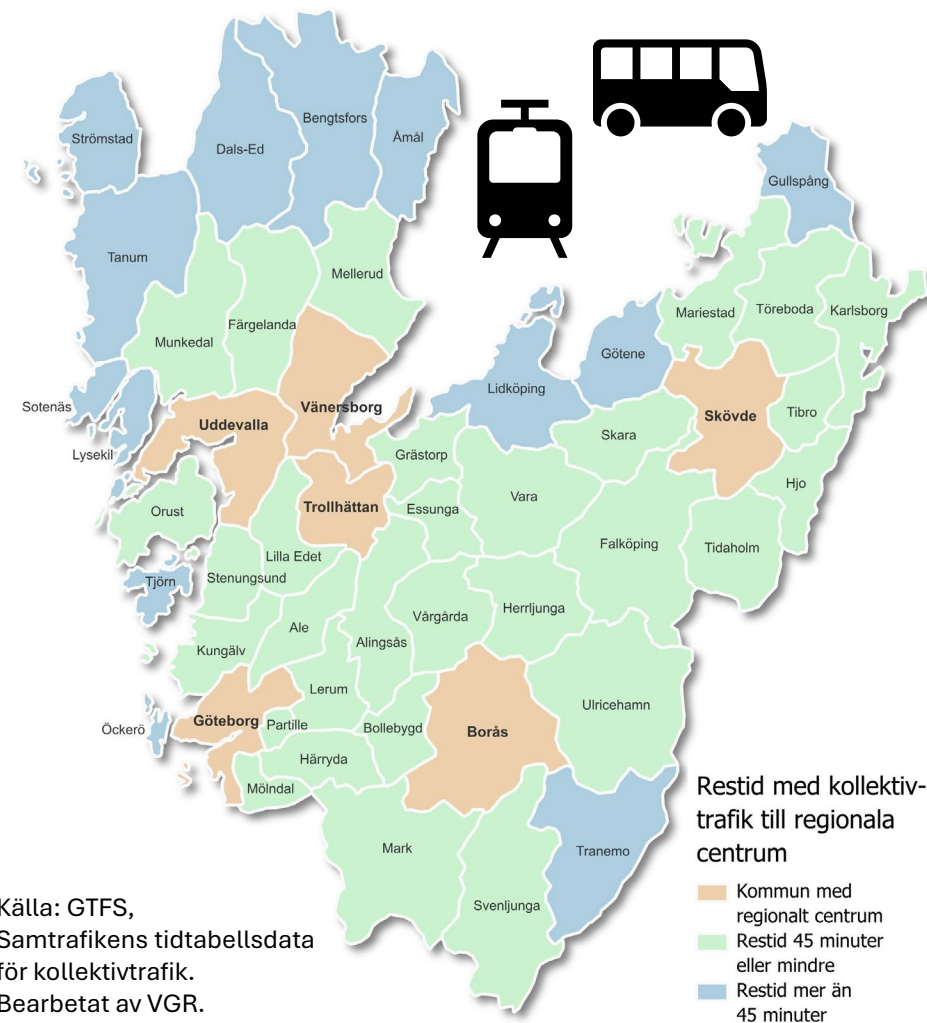 Bengtsfors
Åmål
Strömstad
Dals-Ed
Gullspång
Tanum
Mellerud
Mariestad
Töreboda
Karlsborg
Färgelanda
Munkedal
Götene
Lidköping
Sotenäs
Vänersborg
Skövde
Tibro
Uddevalla
Skara
Lysekil
Grästorp
Hjo
Vara
Orust
Trollhättan
Essunga
Falköping
Tidaholm
Lilla Edet
Tjörn
Stenungsund
Herrljunga
Vårgårda
Ale
Alingsås
Kungälv
Lerum
Ulricehamn
Öckerö
Göteborg
Partille
Bollebygd
Borås
Härryda
Mölndal
Mark
Tranemo
Svenljunga
Restid med kollektiv-
trafik till regionala
centrum
Kommun med
regionalt centrum
Restid 45 minuter
eller mindre
Restid mer än
45 minuter
Källa: GTFS,
Samtrafikens tidtabellsdata
för kollektivtrafik.
Bearbetat av VGR.